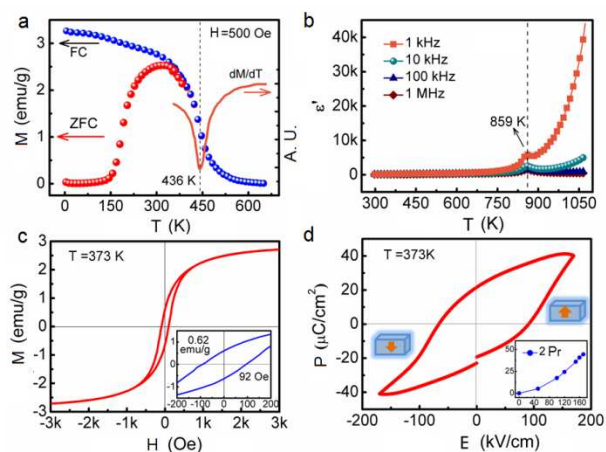 a
H=500 Oe
FC
dM/dT
ZFC
436 K
M (emu/g)
3
2
1
0
0 150 300 450 600
T (K)
A. U.
b
1 kHz
10 kHz
100 kHz
1 MHz
859 K
ε'
40k
30k
20k
10k
0
300 450 600 750 900 1050
T (K)
c
T =373 K
M (emu/g)
3
2
1
0
-1
-2
-3
-3k -2k -1k 0 1k 2k 3k
H (Oe)
0.62
emu/g
92 Oe
1
0
-1
-200 -100 0 100 200
d
T =373K
P (μC/cm²)
40
20
0
-20
-40
-200 -100 0 100 200
E (kV/cm)
2 Pr
50
25
0
0 40 80 120 160